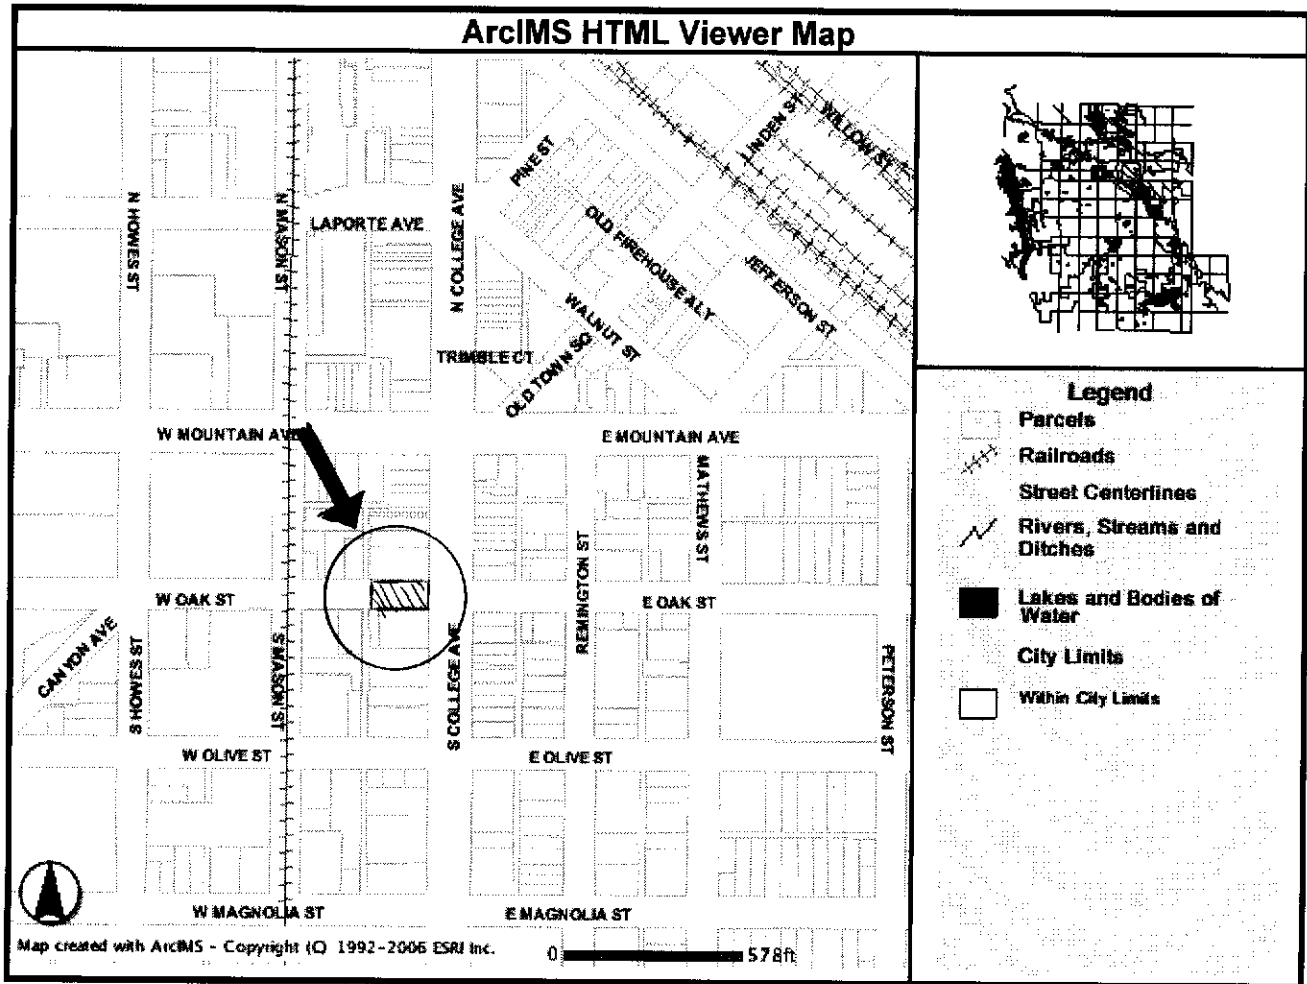 ArcIMS HTML Viewer Map
LINDEN ST
WILLOW ST
PINE ST
N HOWES ST
N MASON ST
LAPORTE AVE
N COLLEGE AVE
OLD FIREHOUSE ALY
JEFFERSON ST
WALNUT ST
TRIMBLE CT
OLD TOWN SQ
W MOUNTAIN AVE
E MOUNTAIN AVE
MATHEWS ST
REMINGTON ST
W OAK ST
E OAK ST
CANYON AVE
S HOWES ST
S MASON ST
S COLLEGE AVE
PETERSON ST
W OLIVE ST
E OLIVE ST
W MAGNOLIA ST
E MAGNOLIA ST
Map created with ArcIMS - Copyright (C) 1992-2006 ESRI Inc.
0 578ft
Legend
Parcels
Railroads
Street Centerlines
Rivers, Streams and
Ditches
Lakes and Bodies of
Water
City Limits
Within City Limits